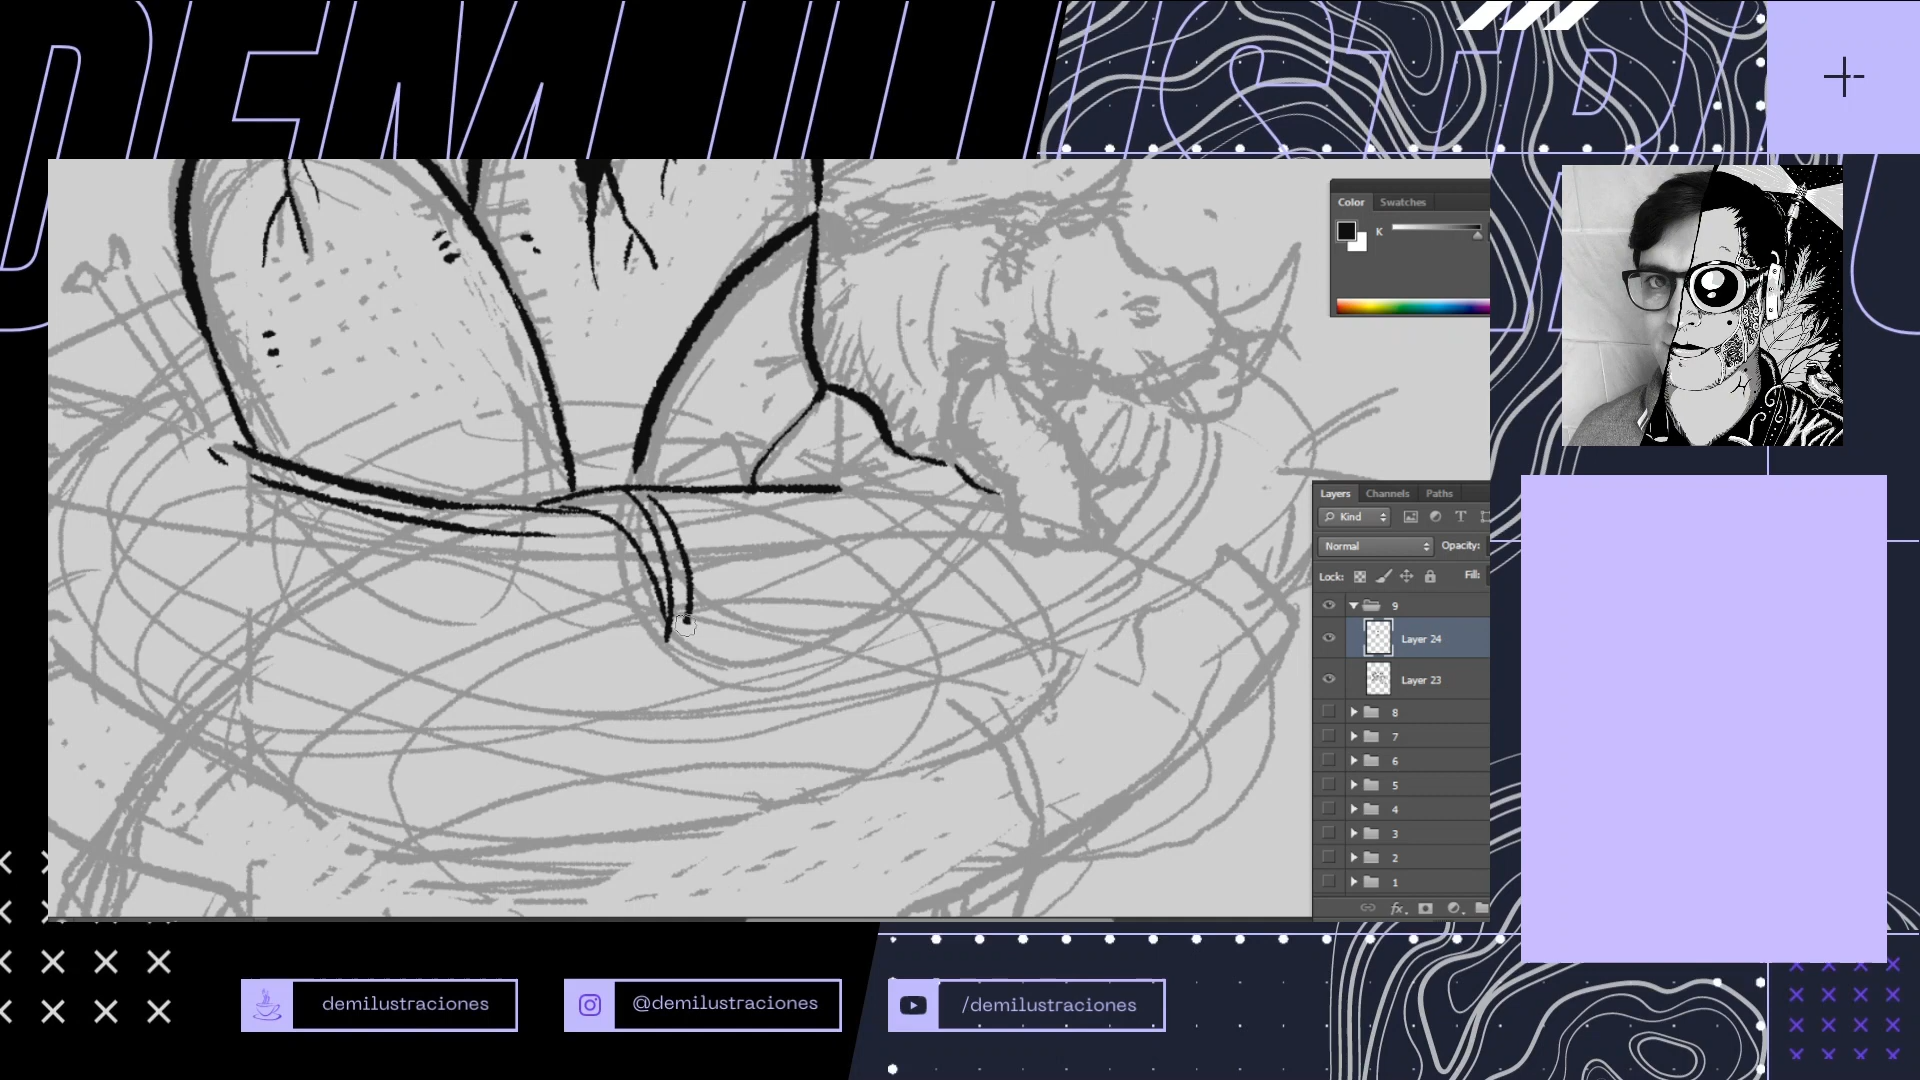 Color Swatches
K
Layers Channels Paths
Kind T
Normal Opacity:
Lock: Fill:
9
Layer 24
Layer 23
8
7
6
5
4
3
2
1
fx.
demilustraciones
@demilustraciones
/demilustraciones